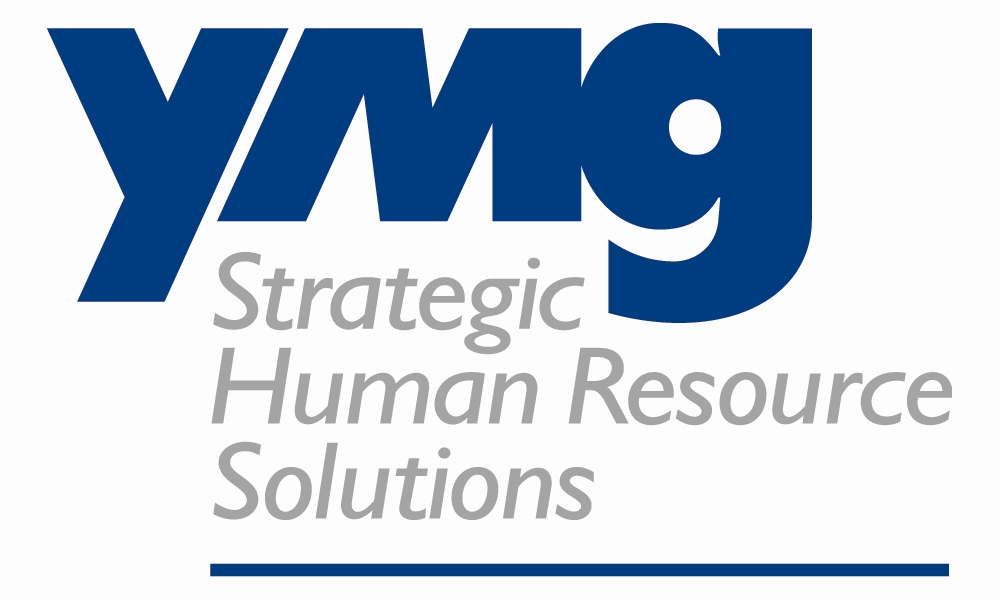 ymg
Strategic
Human Resource
Solutions